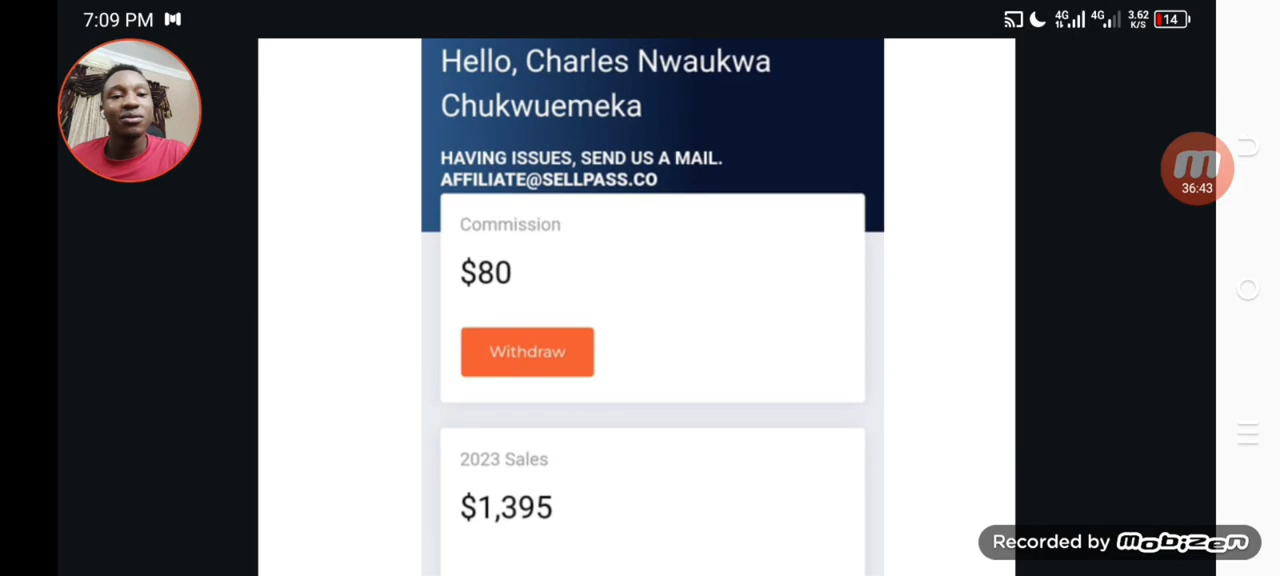 7:09 PM
4G 4G 3.62 K/S 14
Hello, Charles Nwaukwa
Chukwuemeka
HAVING ISSUES, SEND US A MAIL.
AFFILIATE@SELLPASS.CO
Commission
$80
Withdraw
2023 Sales
$1,395
m
36:43
Recorded by mobizen